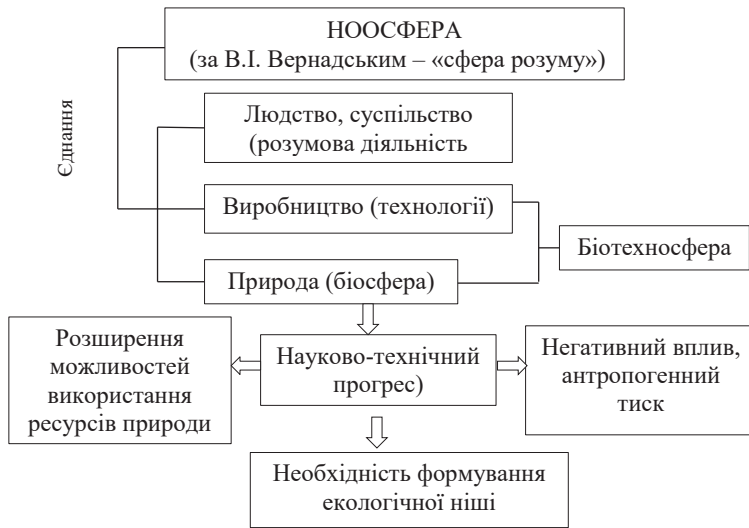 НООСФЕРА
(за В.І. Вернадським – «сфера розуму»)
Єднання
Людство, суспільство
(розумова діяльність
Виробництво (технології)
Біотехносфера
Природа (біосфера)
Розширення
можливостей
використання
ресурсів природи
Науково-технічний
прогрес)
Негативний вплив,
антропогенний
тиск
Необхідність формування
екологічної ніші